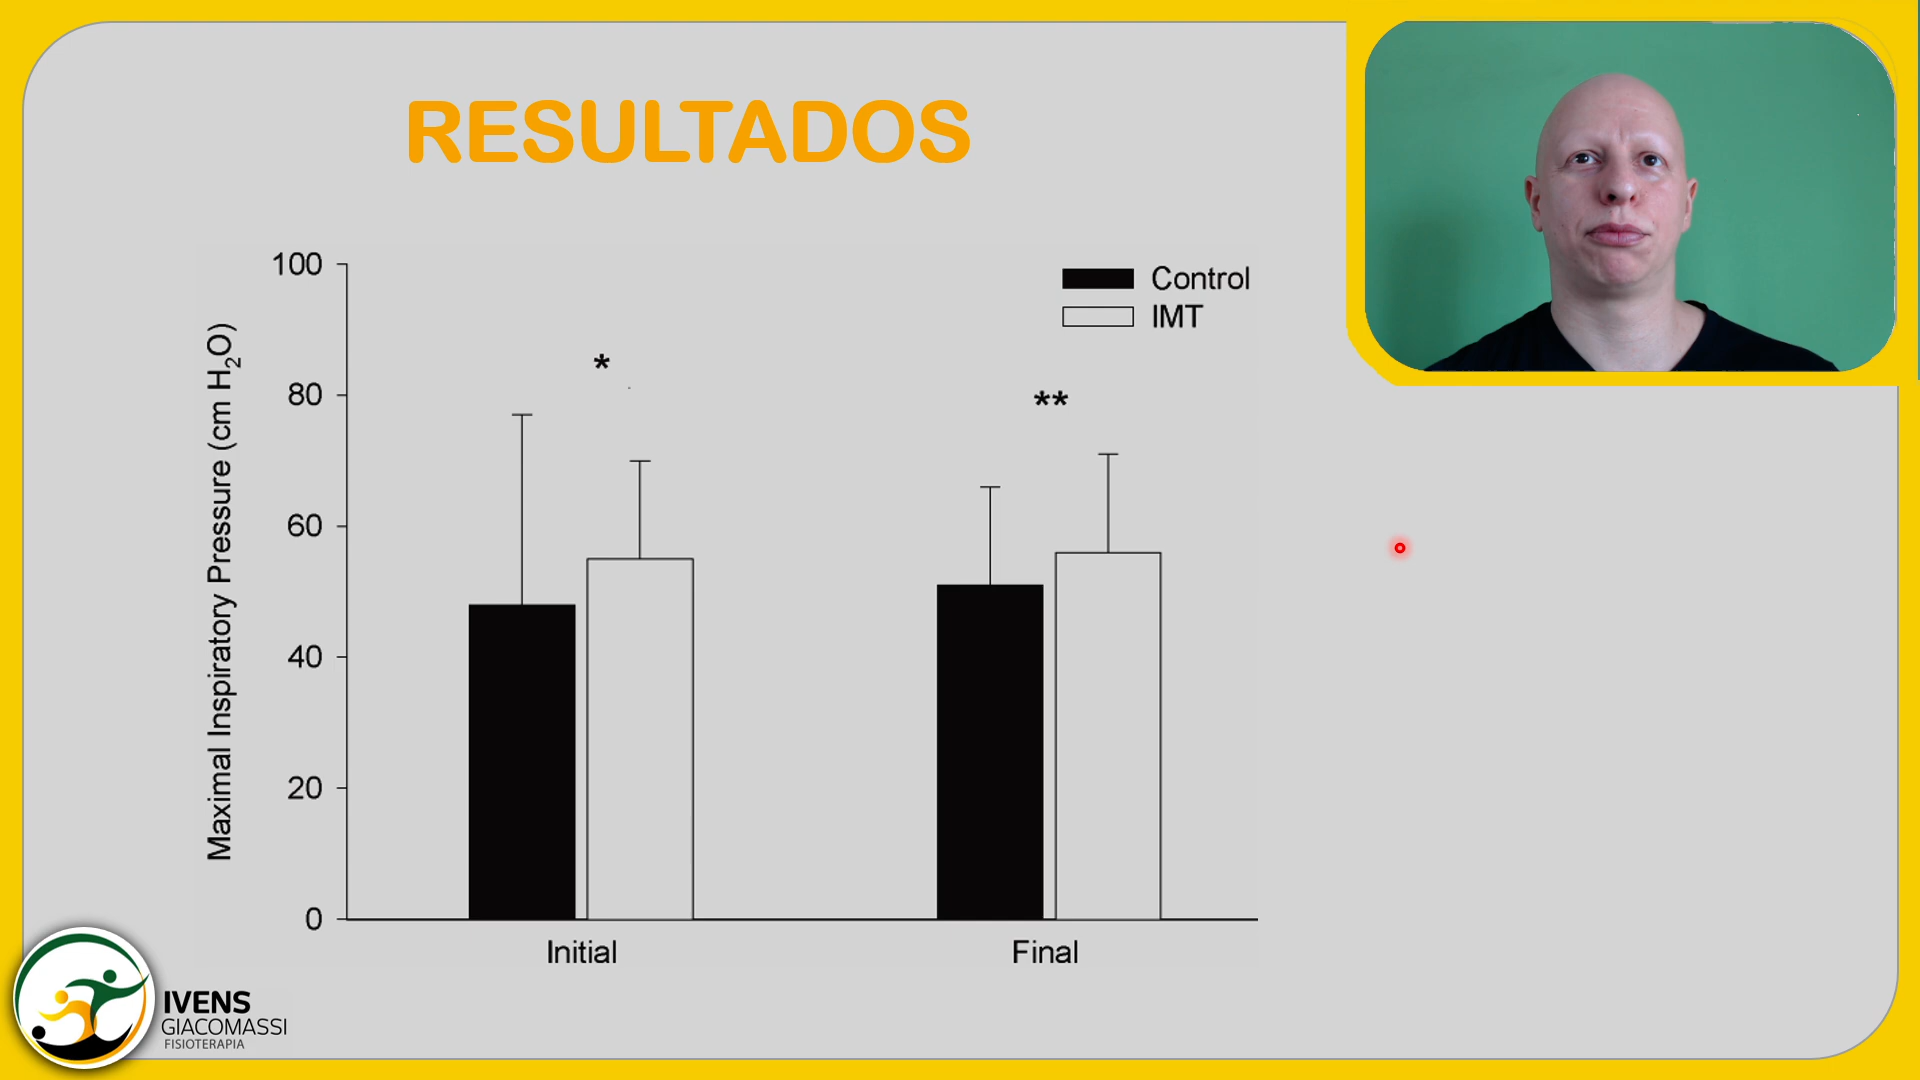 RESULTADOS
100
80
60
40
20
0
Maximal Inspiratory Pressure (cm H₂O)
Control
IMT
*
**
Initial
Final
IVENS
GIACOMASSI
FISIOTERAPIA